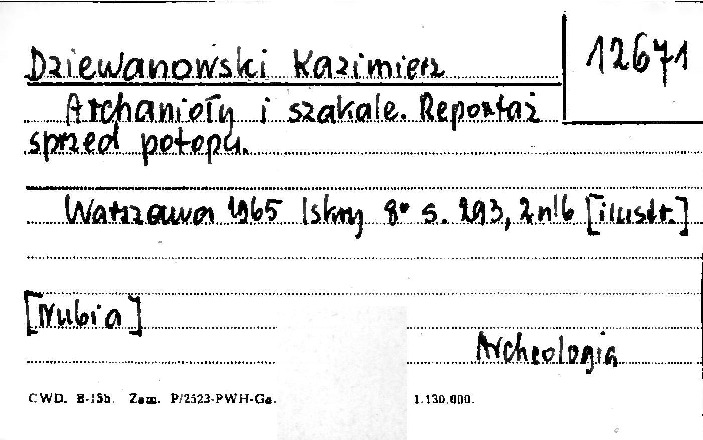 Dziewanowski Kazimierz
12671
Archanioły i szakale. Reportaż
sprzed potopu.
Warszawa 1965 Iskry 8° s. 293, 2 nlb [ilustr.]
[Nubia]
Archeologia
CWD. B-15b. Zam. P/2523-PWH-Ga. 1.130.000.